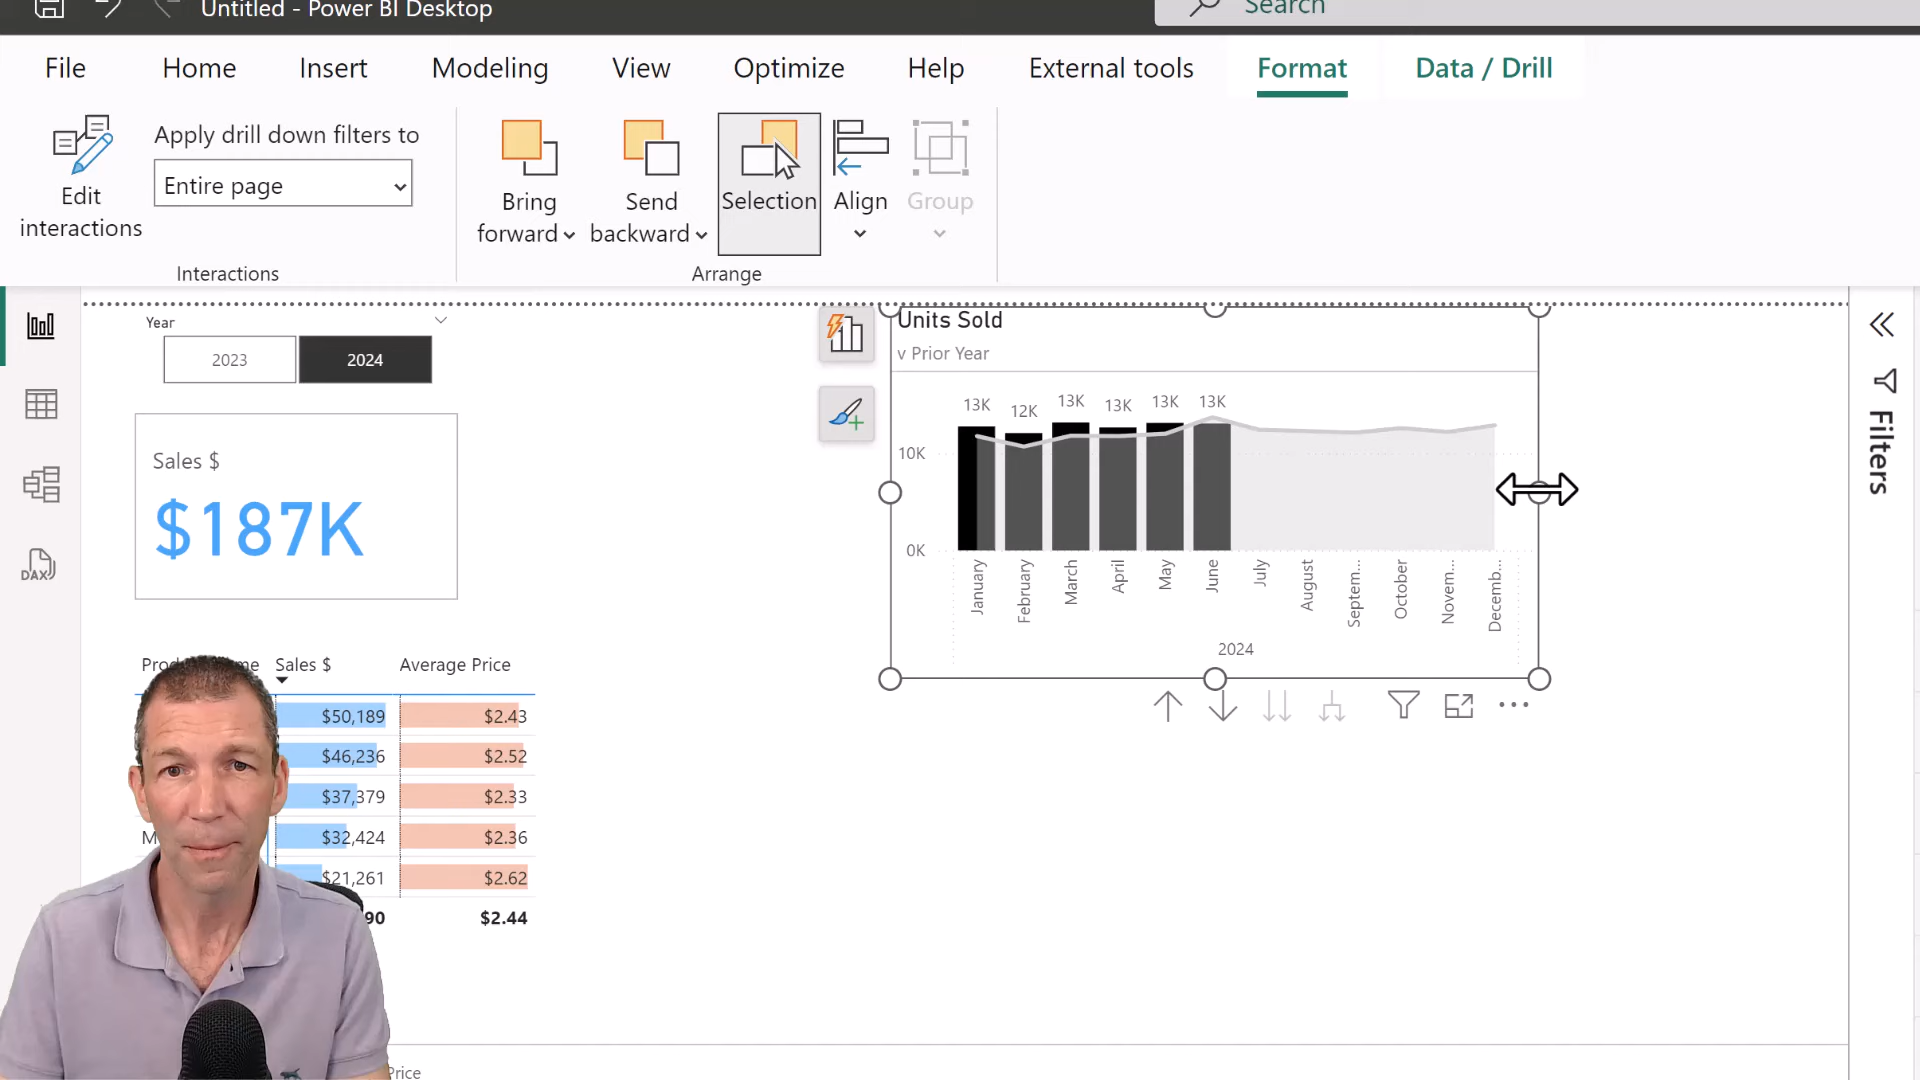 Untitled - Power BI Desktop
Search
File Home Insert Modeling View Optimize Help External tools Format Data / Drill
Edit
interactions
Apply drill down filters to
Entire page
Interactions
Bring
forward
Send
backward
Selection
Align
Group
Arrange
Year
2023 2024
Sales $
$187K
Sales $ Average Price
$50,189 $2.43
$46,236 $2.52
$37,379 $2.33
M $32,424 $2.36
$21,261 $2.62
90 $2.44
Price
DAX
Units Sold
v Prior Year
13K 12K 13K 13K 13K 13K
10K
0K
January
February
March
April
May
June
July
August
Septem...
October
Novem...
Decemb...
2024
Filters